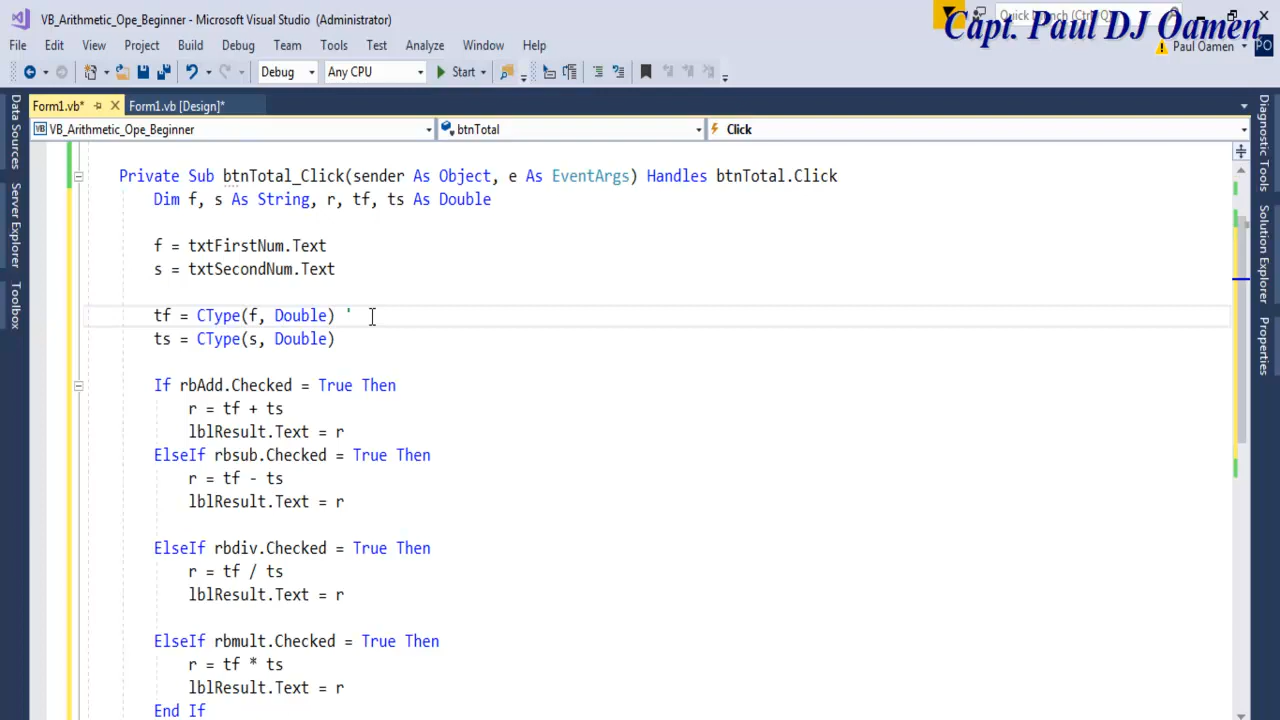 VB_Arithmetic_Ope_Beginner - Microsoft Visual Studio (Administrator)
Quick Launch (Ctrl+Q)
Capt. Paul DJ Oamen
File Edit View Project Build Debug Team Tools Test Analyze Window Help
Paul Oamen PO
Debug Any CPU Start
Form1.vb* Form1.vb [Design]*
VB_Arithmetic_Ope_Beginner btnTotal Click
Data Sources
Server Explorer
Toolbox
Private Sub btnTotal_Click(sender As Object, e As EventArgs) Handles btnTotal.Click
Dim f, s As String, r, tf, ts As Double
f = txtFirstNum.Text
s = txtSecondNum.Text
tf = CType(f, Double) '
ts = CType(s, Double)
If rbAdd.Checked = True Then
r = tf + ts
lblResult.Text = r
ElseIf rbsub.Checked = True Then
r = tf - ts
lblResult.Text = r
ElseIf rbdiv.Checked = True Then
r = tf / ts
lblResult.Text = r
ElseIf rbmult.Checked = True Then
r = tf * ts
lblResult.Text = r
End If
Diagnostic Tools
Solution Explorer
Properties